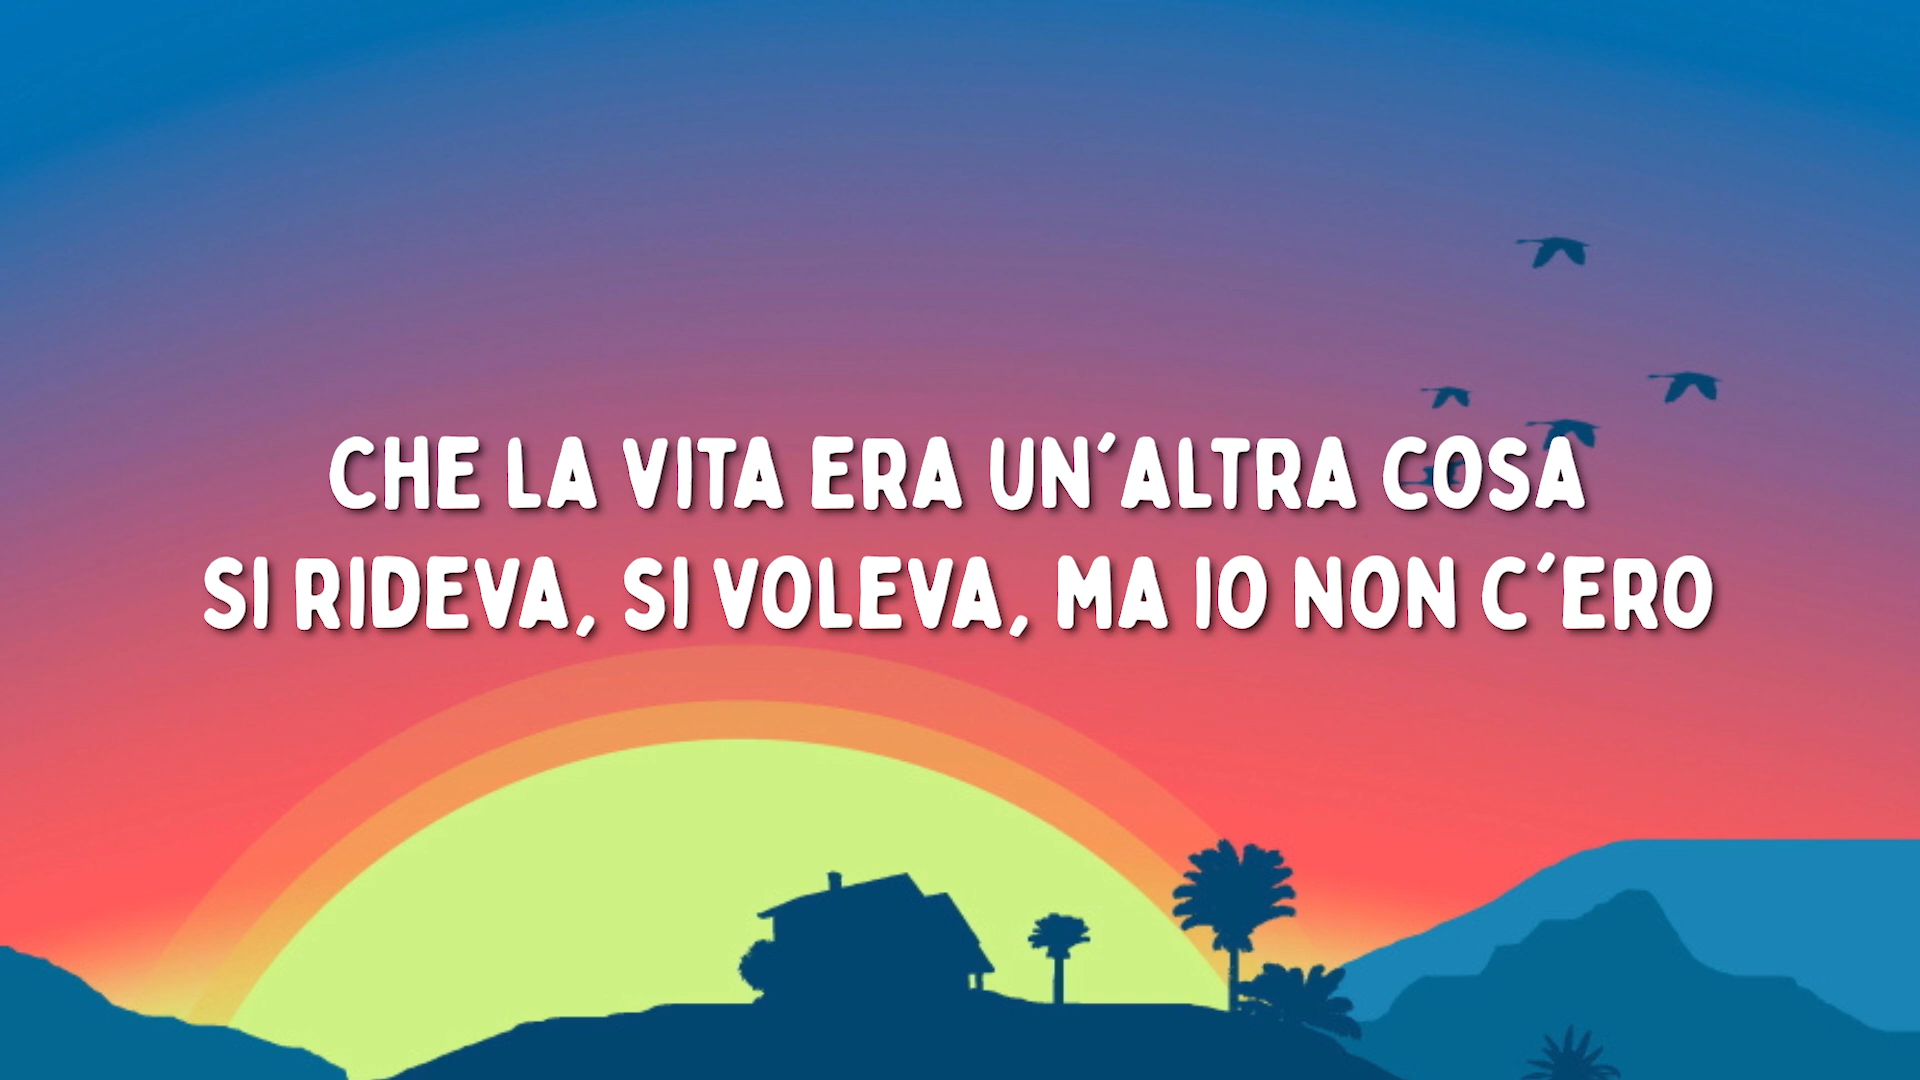 CHE LA VITA ERA UN'ALTRA COSA
SI RIDEVA, SI VOLEVA, MA IO NON C'ERO